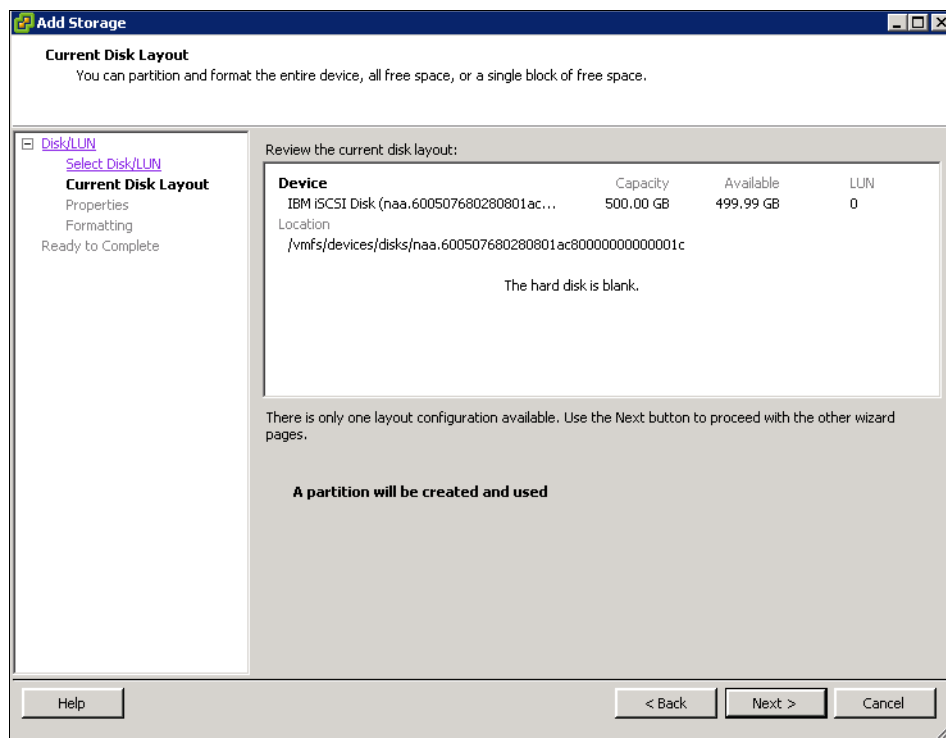 Add Storage
Current Disk Layout
You can partition and format the entire device, all free space, or a single block of free space.
Disk/LUN
Select Disk/LUN
Current Disk Layout
Properties
Formatting
Ready to Complete
Review the current disk layout:
Device Capacity Available LUN
IBM iSCSI Disk (naa.600507680280801ac... 500.00 GB 499.99 GB 0
Location
/vmfs/devices/disks/naa.600507680280801ac80000000000001c
The hard disk is blank.
There is only one layout configuration available. Use the Next button to proceed with the other wizard
pages.
A partition will be created and used
Help < Back Next > Cancel